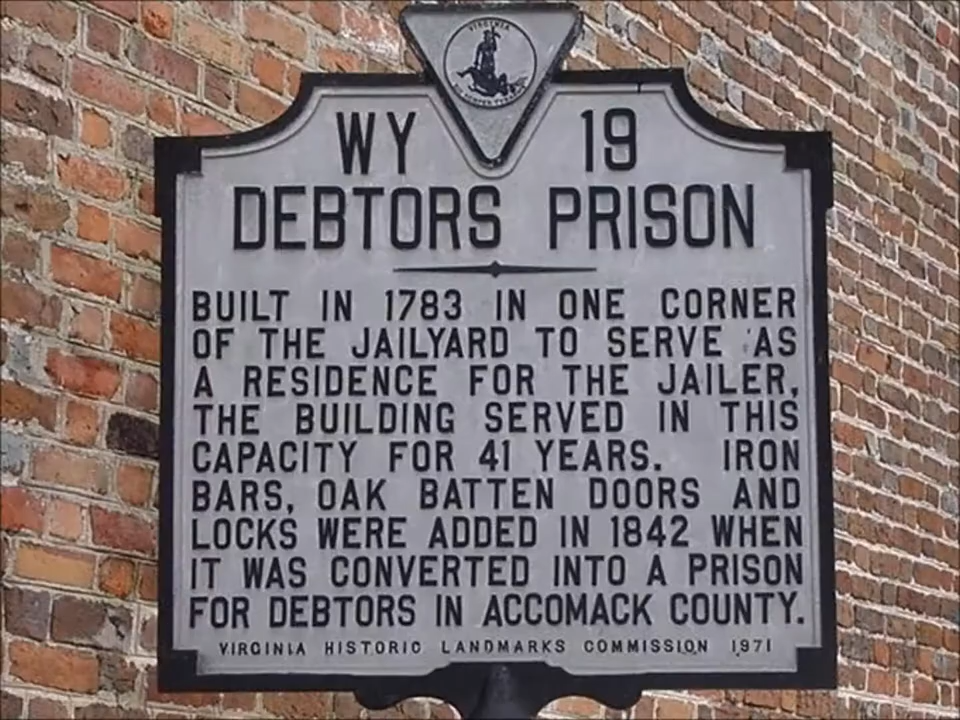 VIRGINIA
WY 19
DEBTORS PRISON
BUILT IN 1783 IN ONE CORNER
OF THE JAILYARD TO SERVE AS
A RESIDENCE FOR THE JAILER,
THE BUILDING SERVED IN THIS
CAPACITY FOR 41 YEARS. IRON
BARS, OAK BATTEN DOORS AND
LOCKS WERE ADDED IN 1842 WHEN
IT WAS CONVERTED INTO A PRISON
FOR DEBTORS IN ACCOMACK COUNTY.
VIRGINIA HISTORIC LANDMARKS COMMISSION 1971